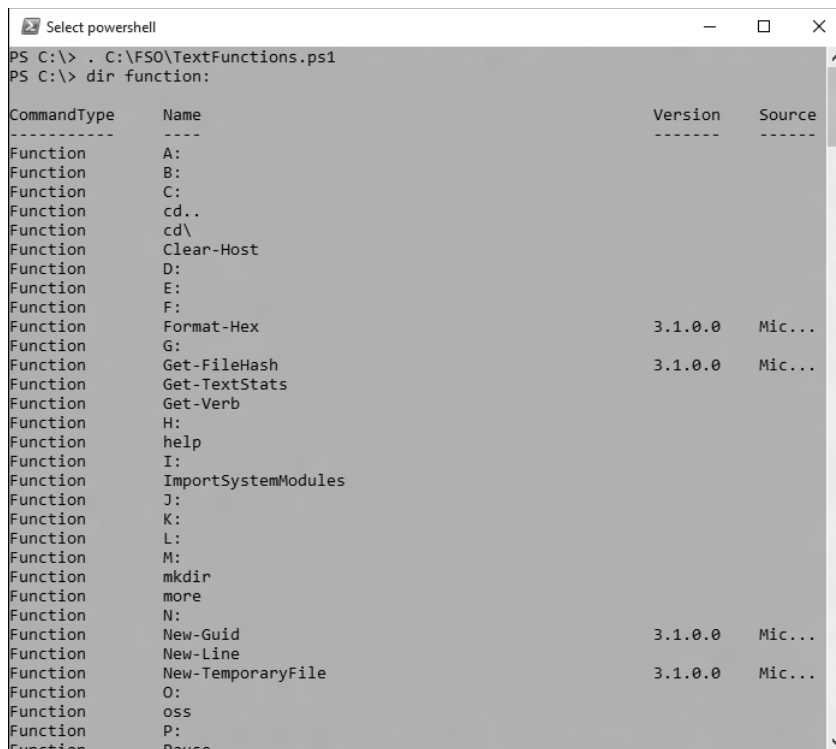 Select powershell
PS C:\> . C:\FSO\TextFunctions.ps1
PS C:\> dir function:
CommandType Name Version Source
----------- ---- ------- ------
Function A:
Function B:
Function C:
Function cd..
Function cd\
Function Clear-Host
Function D:
Function E:
Function F:
Function Format-Hex 3.1.0.0 Mic...
Function G:
Function Get-FileHash 3.1.0.0 Mic...
Function Get-TextStats
Function Get-Verb
Function H:
Function help
Function I:
Function ImportSystemModules
Function J:
Function K:
Function L:
Function M:
Function mkdir
Function more
Function N:
Function New-Guid 3.1.0.0 Mic...
Function New-Line
Function New-TemporaryFile 3.1.0.0 Mic...
Function O:
Function oss
Function P:
Function Pause